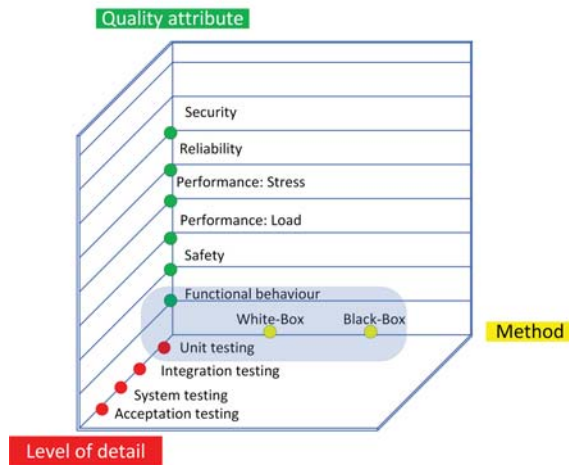 Quality attribute
Security
Reliability
Performance: Stress
Performance: Load
Safety
Functional behaviour
White-Box
Black-Box
Method
Unit testing
Integration testing
System testing
Acceptation testing
Level of detail